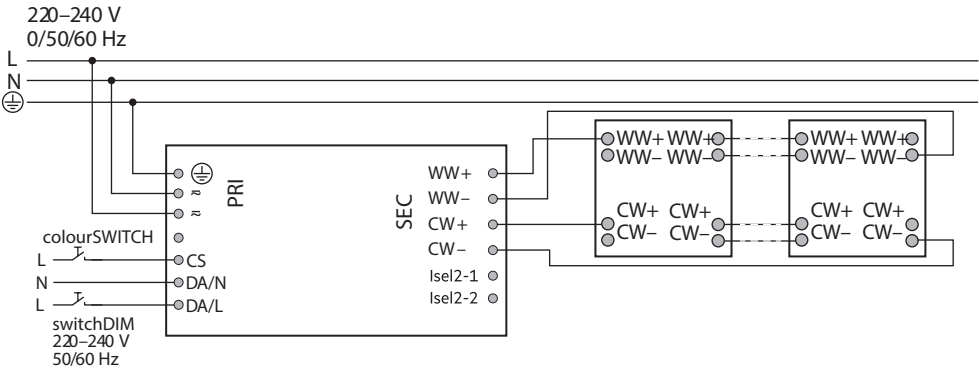 220–240 V
0/50/60 Hz
L
N
WW+ WW+
WW– WW–
CW+ CW+
CW– CW–
WW+ WW+
WW– WW–
CW+ CW+
CW– CW–
PRI
≂
≂
colourSWITCH
L
CS
N
DA/N
L
DA/L
switchDIM
220–240 V
50/60 Hz
SEC
WW+
WW–
CW+
CW–
Isel2-1
Isel2-2